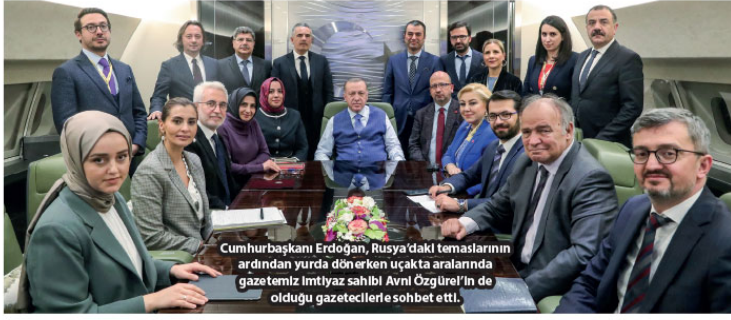 Cumhurbaşkanı Erdoğan, Rusya'daki temaslarının
ardından yurda dönerken uçakta aralarında
gazetemiz imtiyaz sahibi Avni Özgürel'in de
olduğu gazetecilerle sohbet etti.